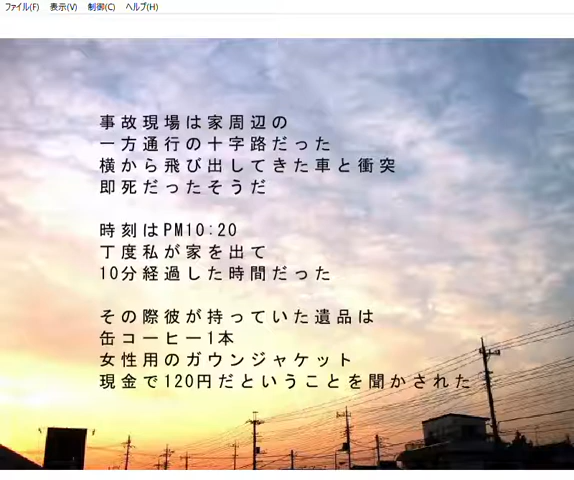 ファイル(F) 表示(V) 制御(C) ヘルプ(H)
事故現場は家周辺の
一方通行の十字路だった
横から飛び出してきた車と衝突
即死だったそうだ
時刻はPM10:20
丁度私が家を出て
10分経過した時間だった
その際彼が持っていた遺品は
缶コーヒー1本
女性用のガウンジャケット
現金で120円だということを聞かされた